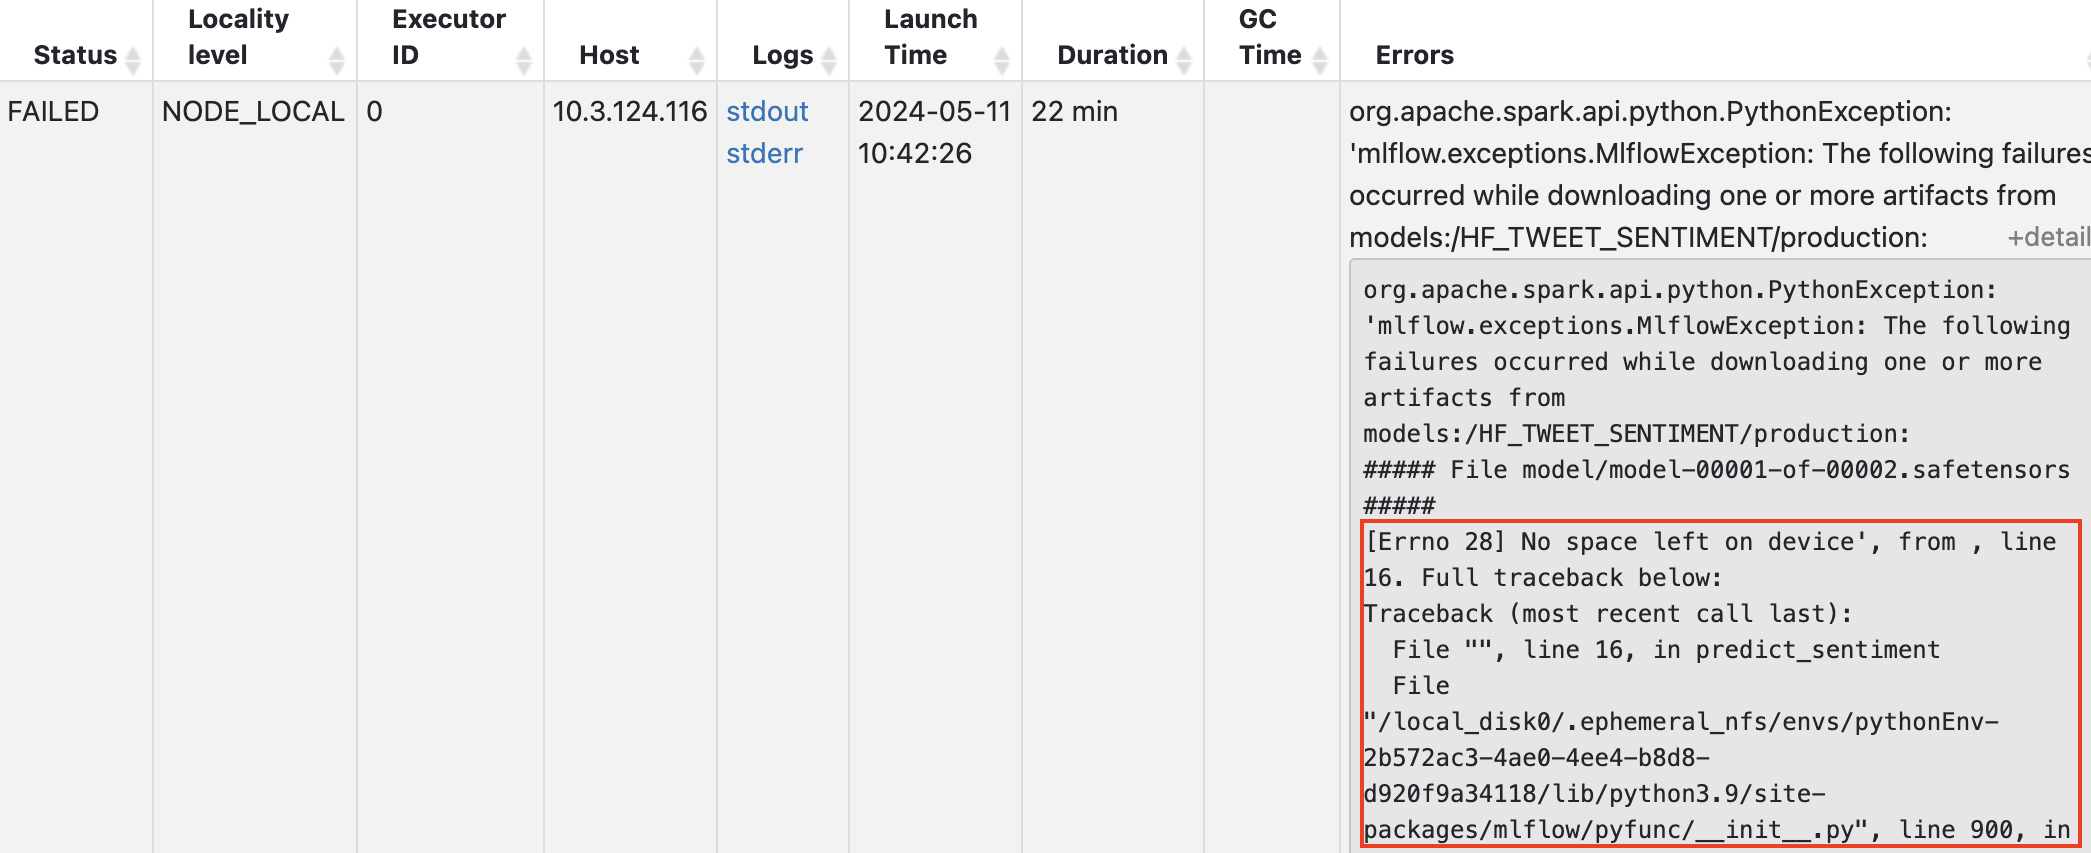 Status Locality level Executor ID Host Logs Launch Time Duration GC Time Errors
FAILED NODE_LOCAL 0 10.3.124.116 stdout stderr 2024-05-11 10:42:26 22 min
org.apache.spark.api.python.PythonException:
'mlflow.exceptions.MlflowException: The following failures
occurred while downloading one or more artifacts from
models:/HF_TWEET_SENTIMENT/production: +detail
org.apache.spark.api.python.PythonException:
'mlflow.exceptions.MlflowException: The following
failures occurred while downloading one or more
artifacts from
models:/HF_TWEET_SENTIMENT/production:
##### File model/model-00001-of-00002.safetensors
#####
[Errno 28] No space left on device', from , line
16. Full traceback below:
Traceback (most recent call last):
File "", line 16, in predict_sentiment
File
"/local_disk0/.ephemeral_nfs/envs/pythonEnv-
2b572ac3-4ae0-4ee4-b8d8-
d920f9a34118/lib/python3.9/site-
packages/mlflow/pyfunc/__init__.py", line 900, in